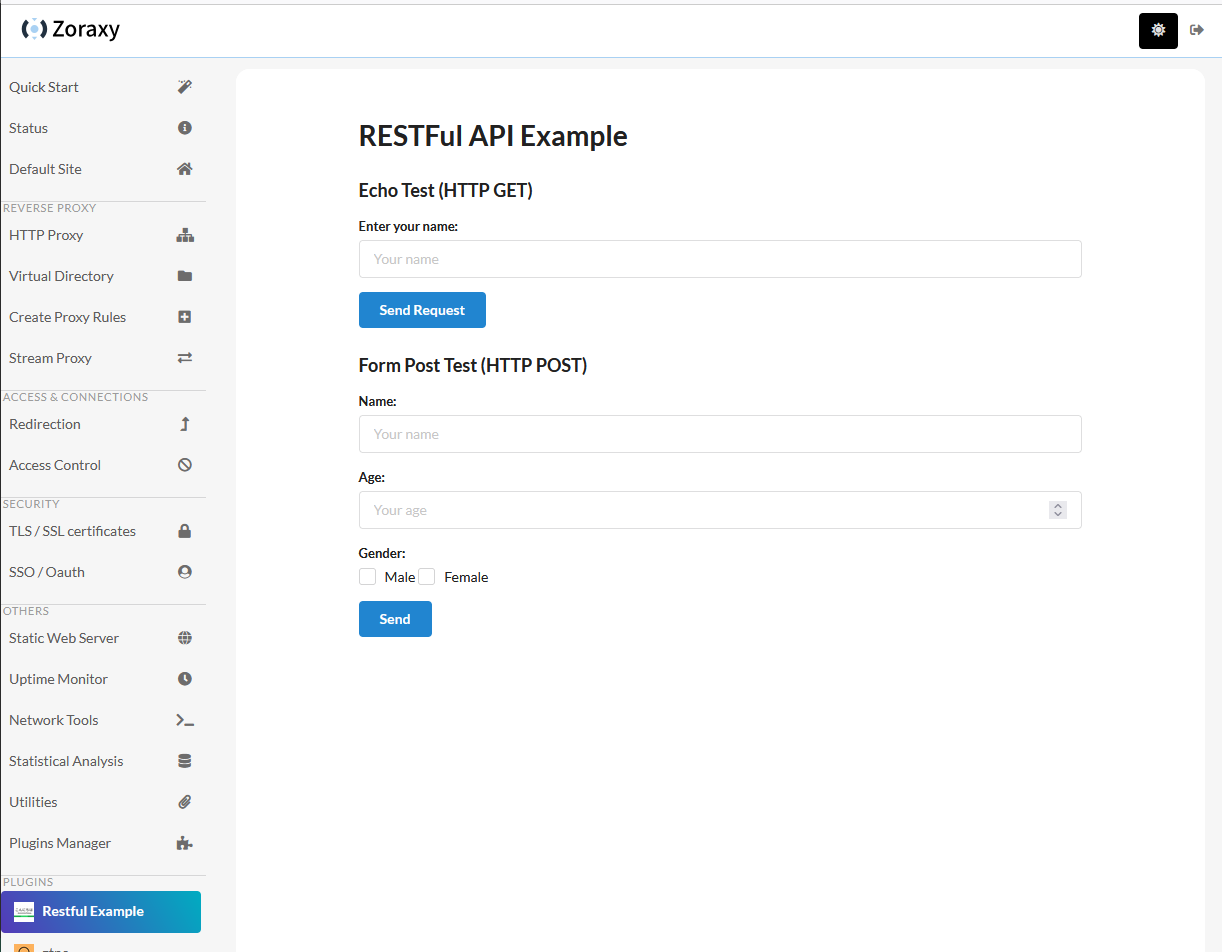 Zoraxy
Quick Start
Status
Default Site
REVERSE PROXY
HTTP Proxy
Virtual Directory
Create Proxy Rules
Stream Proxy
ACCESS & CONNECTIONS
Redirection
Access Control
SECURITY
TLS / SSL certificates
SSO / Oauth
OTHERS
Static Web Server
Uptime Monitor
Network Tools
Statistical Analysis
Utilities
Plugins Manager
PLUGINS
Restful Example
RESTFul API Example
Echo Test (HTTP GET)
Enter your name:
Your name
Send Request
Form Post Test (HTTP POST)
Name:
Your name
Age:
Your age
Gender:
Male Female
Send